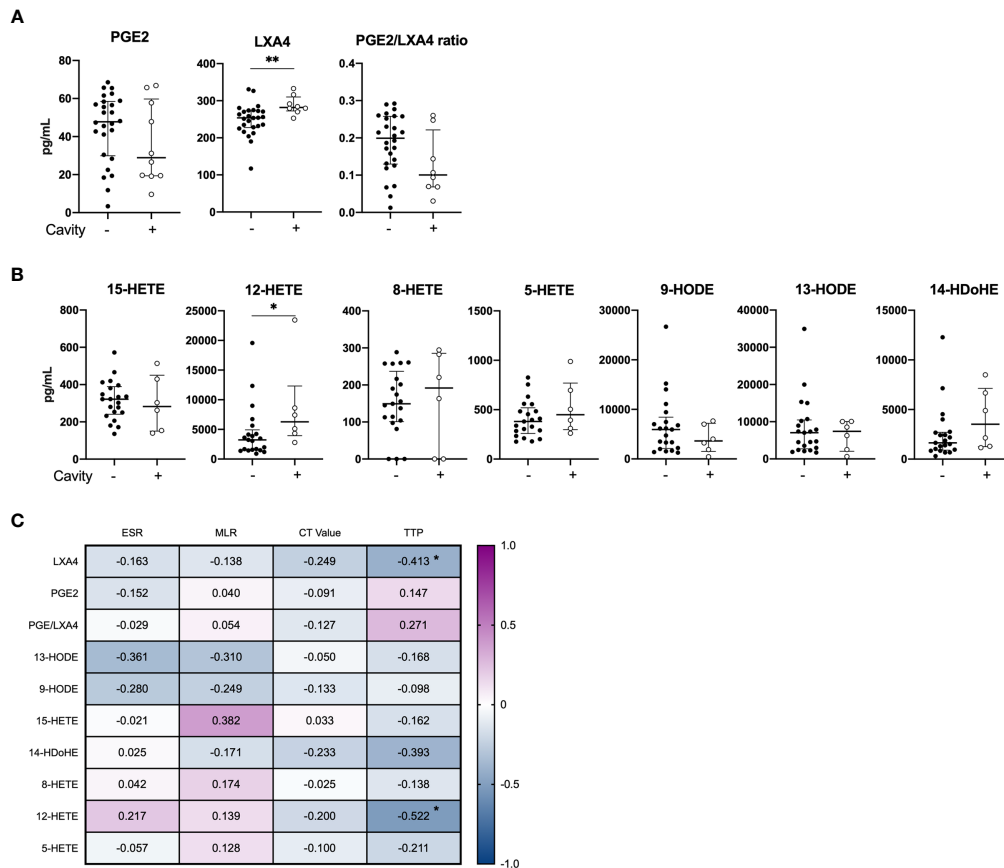 A
PGE2
LXA4
PGE2/LXA4 ratio
**
pg/mL
80
60
40
20
0
400
300
200
100
0
0.4
0.3
0.2
0.1
0.0
Cavity
-
+
-
+
-
+
B
15-HETE
12-HETE
8-HETE
5-HETE
9-HODE
13-HODE
14-HDoHE
*
pg/mL
800
600
400
200
0
25000
20000
15000
10000
5000
0
300
200
100
0
1500
1000
500
0
30000
20000
10000
0
40000
30000
20000
10000
0
15000
10000
5000
0
Cavity
-
+
-
+
-
+
-
+
-
+
-
+
-
+
C
ESR MLR CT Value TTP
LXA4 -0.163 -0.138 -0.249 -0.413 *
PGE2 -0.152 0.040 -0.091 0.147
PGE/LXA4 -0.029 0.054 -0.127 0.271
13-HODE -0.361 -0.310 -0.050 -0.168
9-HODE -0.280 -0.249 -0.133 -0.098
15-HETE -0.021 0.382 0.033 -0.162
14-HDoHE 0.025 -0.171 -0.233 -0.393
8-HETE 0.042 0.174 -0.025 -0.138
12-HETE 0.217 0.139 -0.200 -0.522 *
5-HETE -0.057 0.128 -0.100 -0.211
1.0
0.5
0
-0.5
-1.0